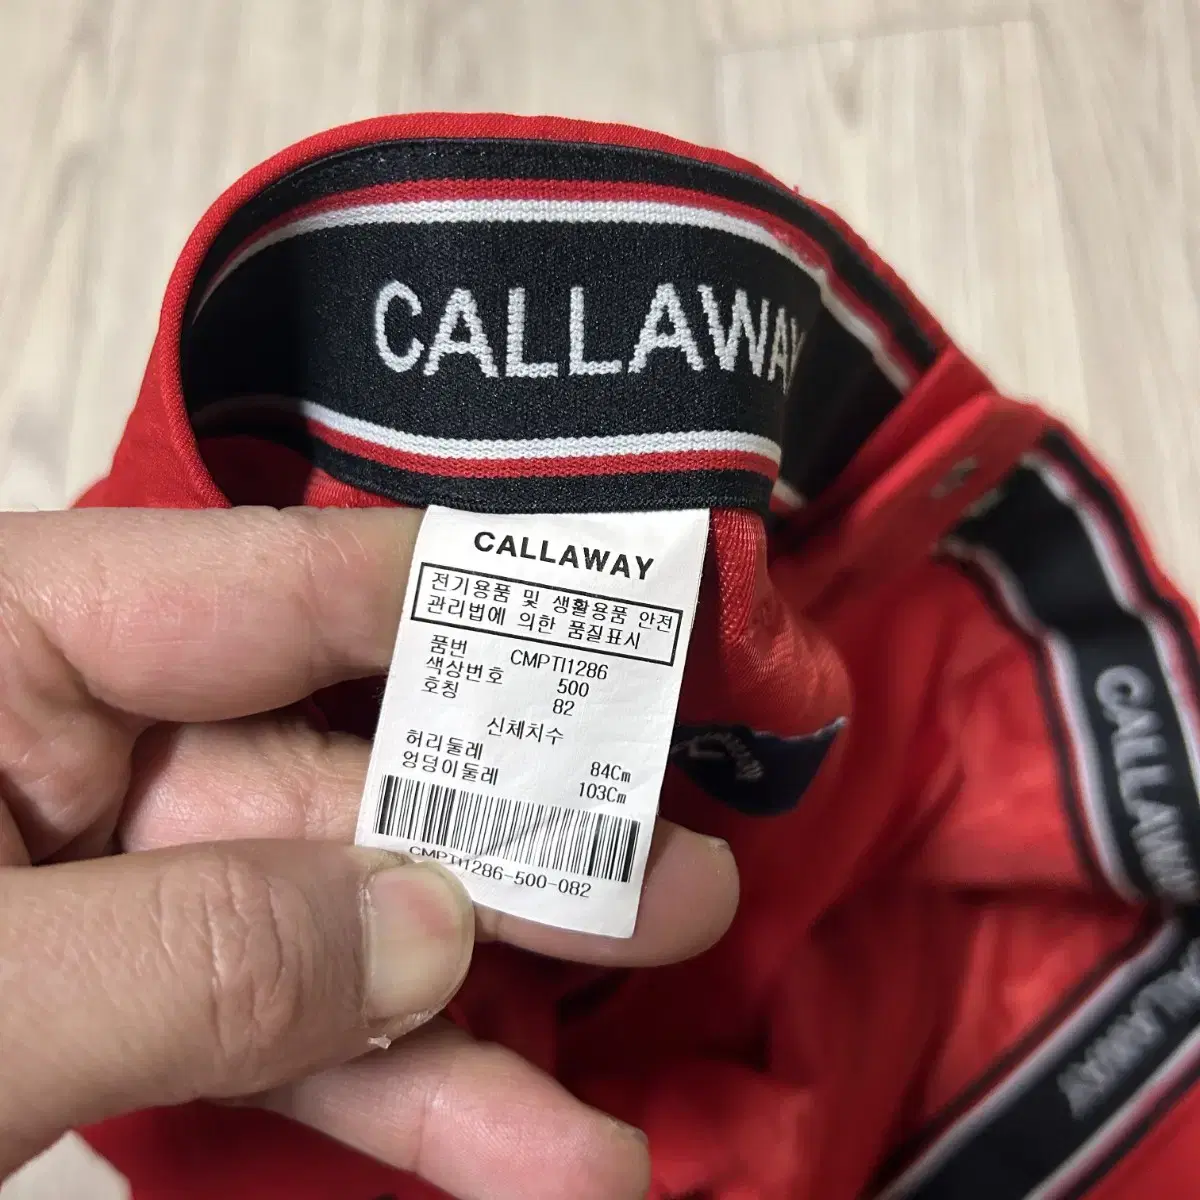 CALLAWAY
CALLAWAY
전기용품 및 생활용품 안전
관리법에 의한 품질표시
품번 CMPTI1286
색상번호 500
호칭 82
신체치수
허리둘레 84Cm
엉덩이둘레 103Cm
CMPTI1286-500-082
CALLAWAY
CALLAWAY